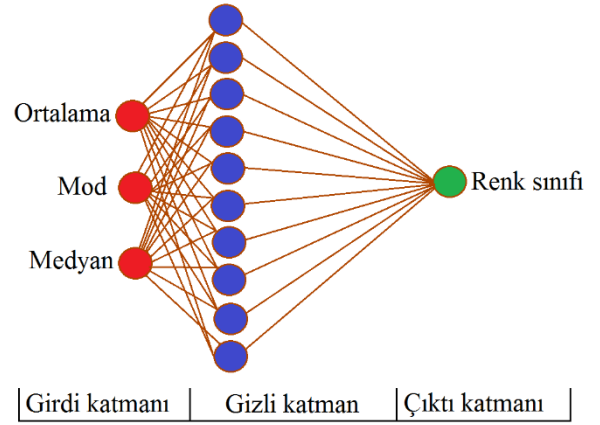 Ortalama
Mod
Medyan
Renk sınıfı
Girdi katmanı
Gizli katman
Çıktı katmanı